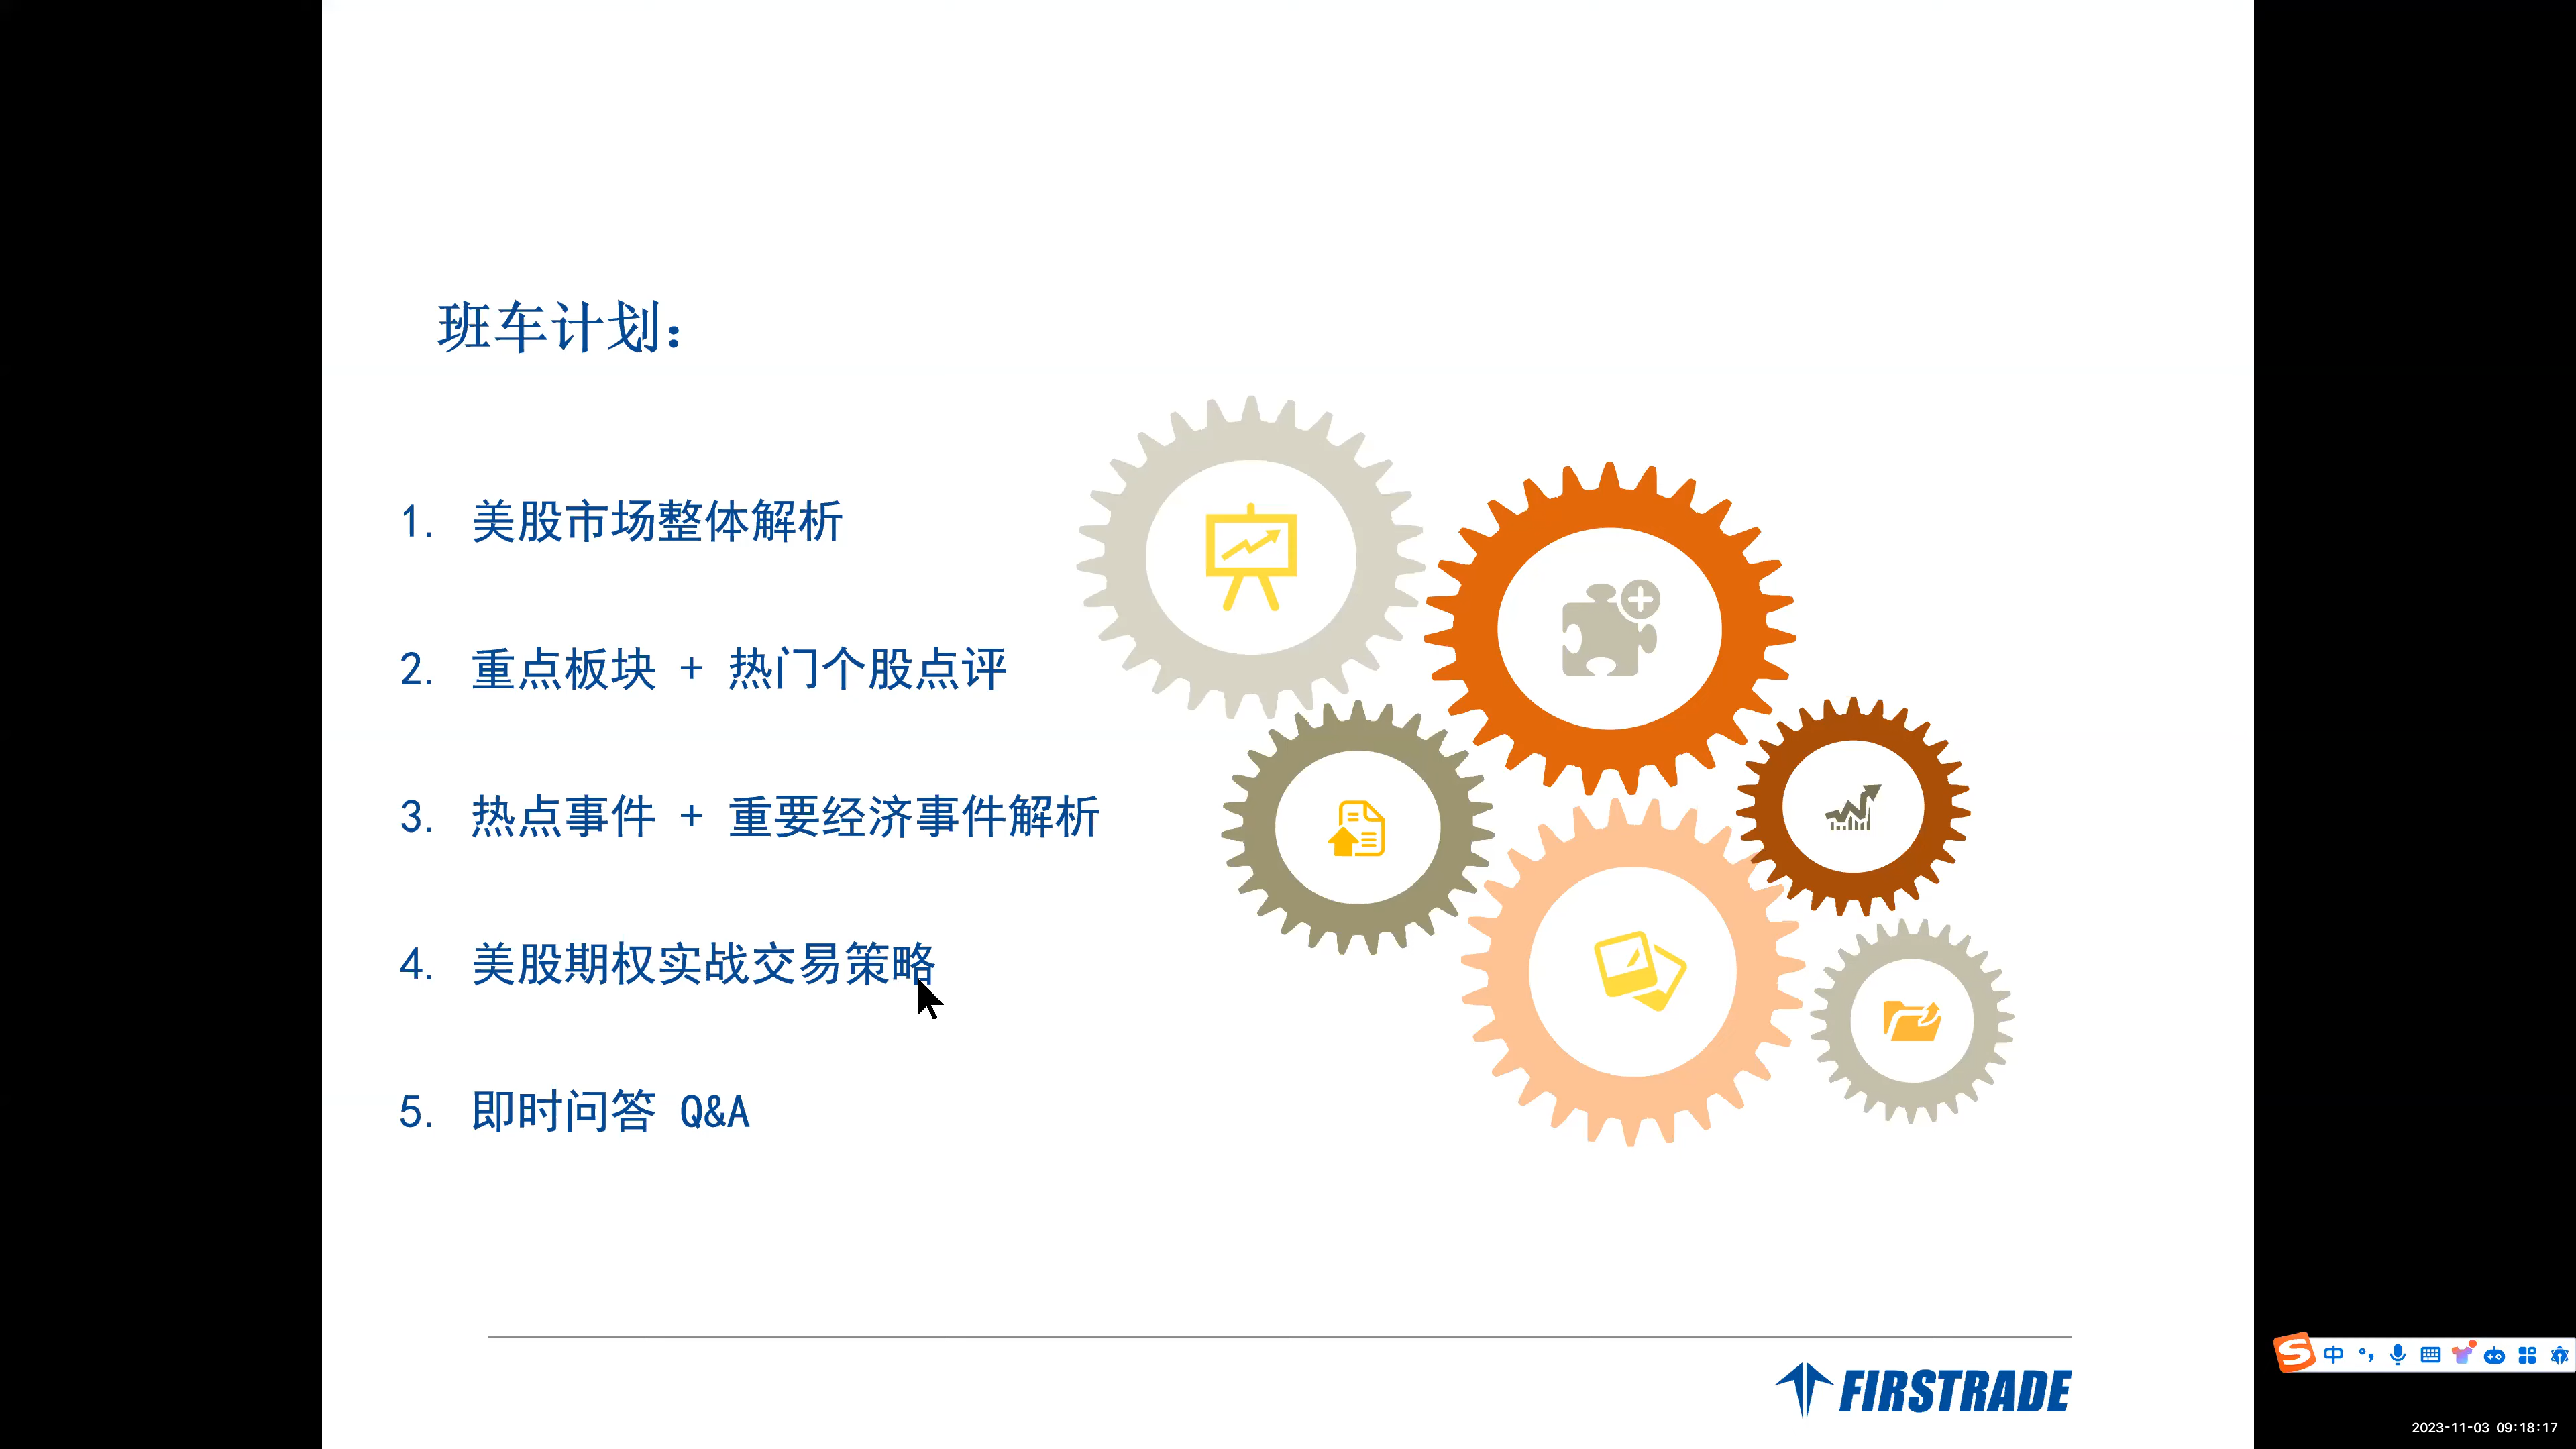 班车计划：
1. 美股市场整体解析
2. 重点板块 + 热门个股点评
3. 热点事件 + 重要经济事件解析
4. 美股期权实战交易策略
5. 即时问答 Q&A
FIRSTRADE
S 中
2023-11-03 09:18:17